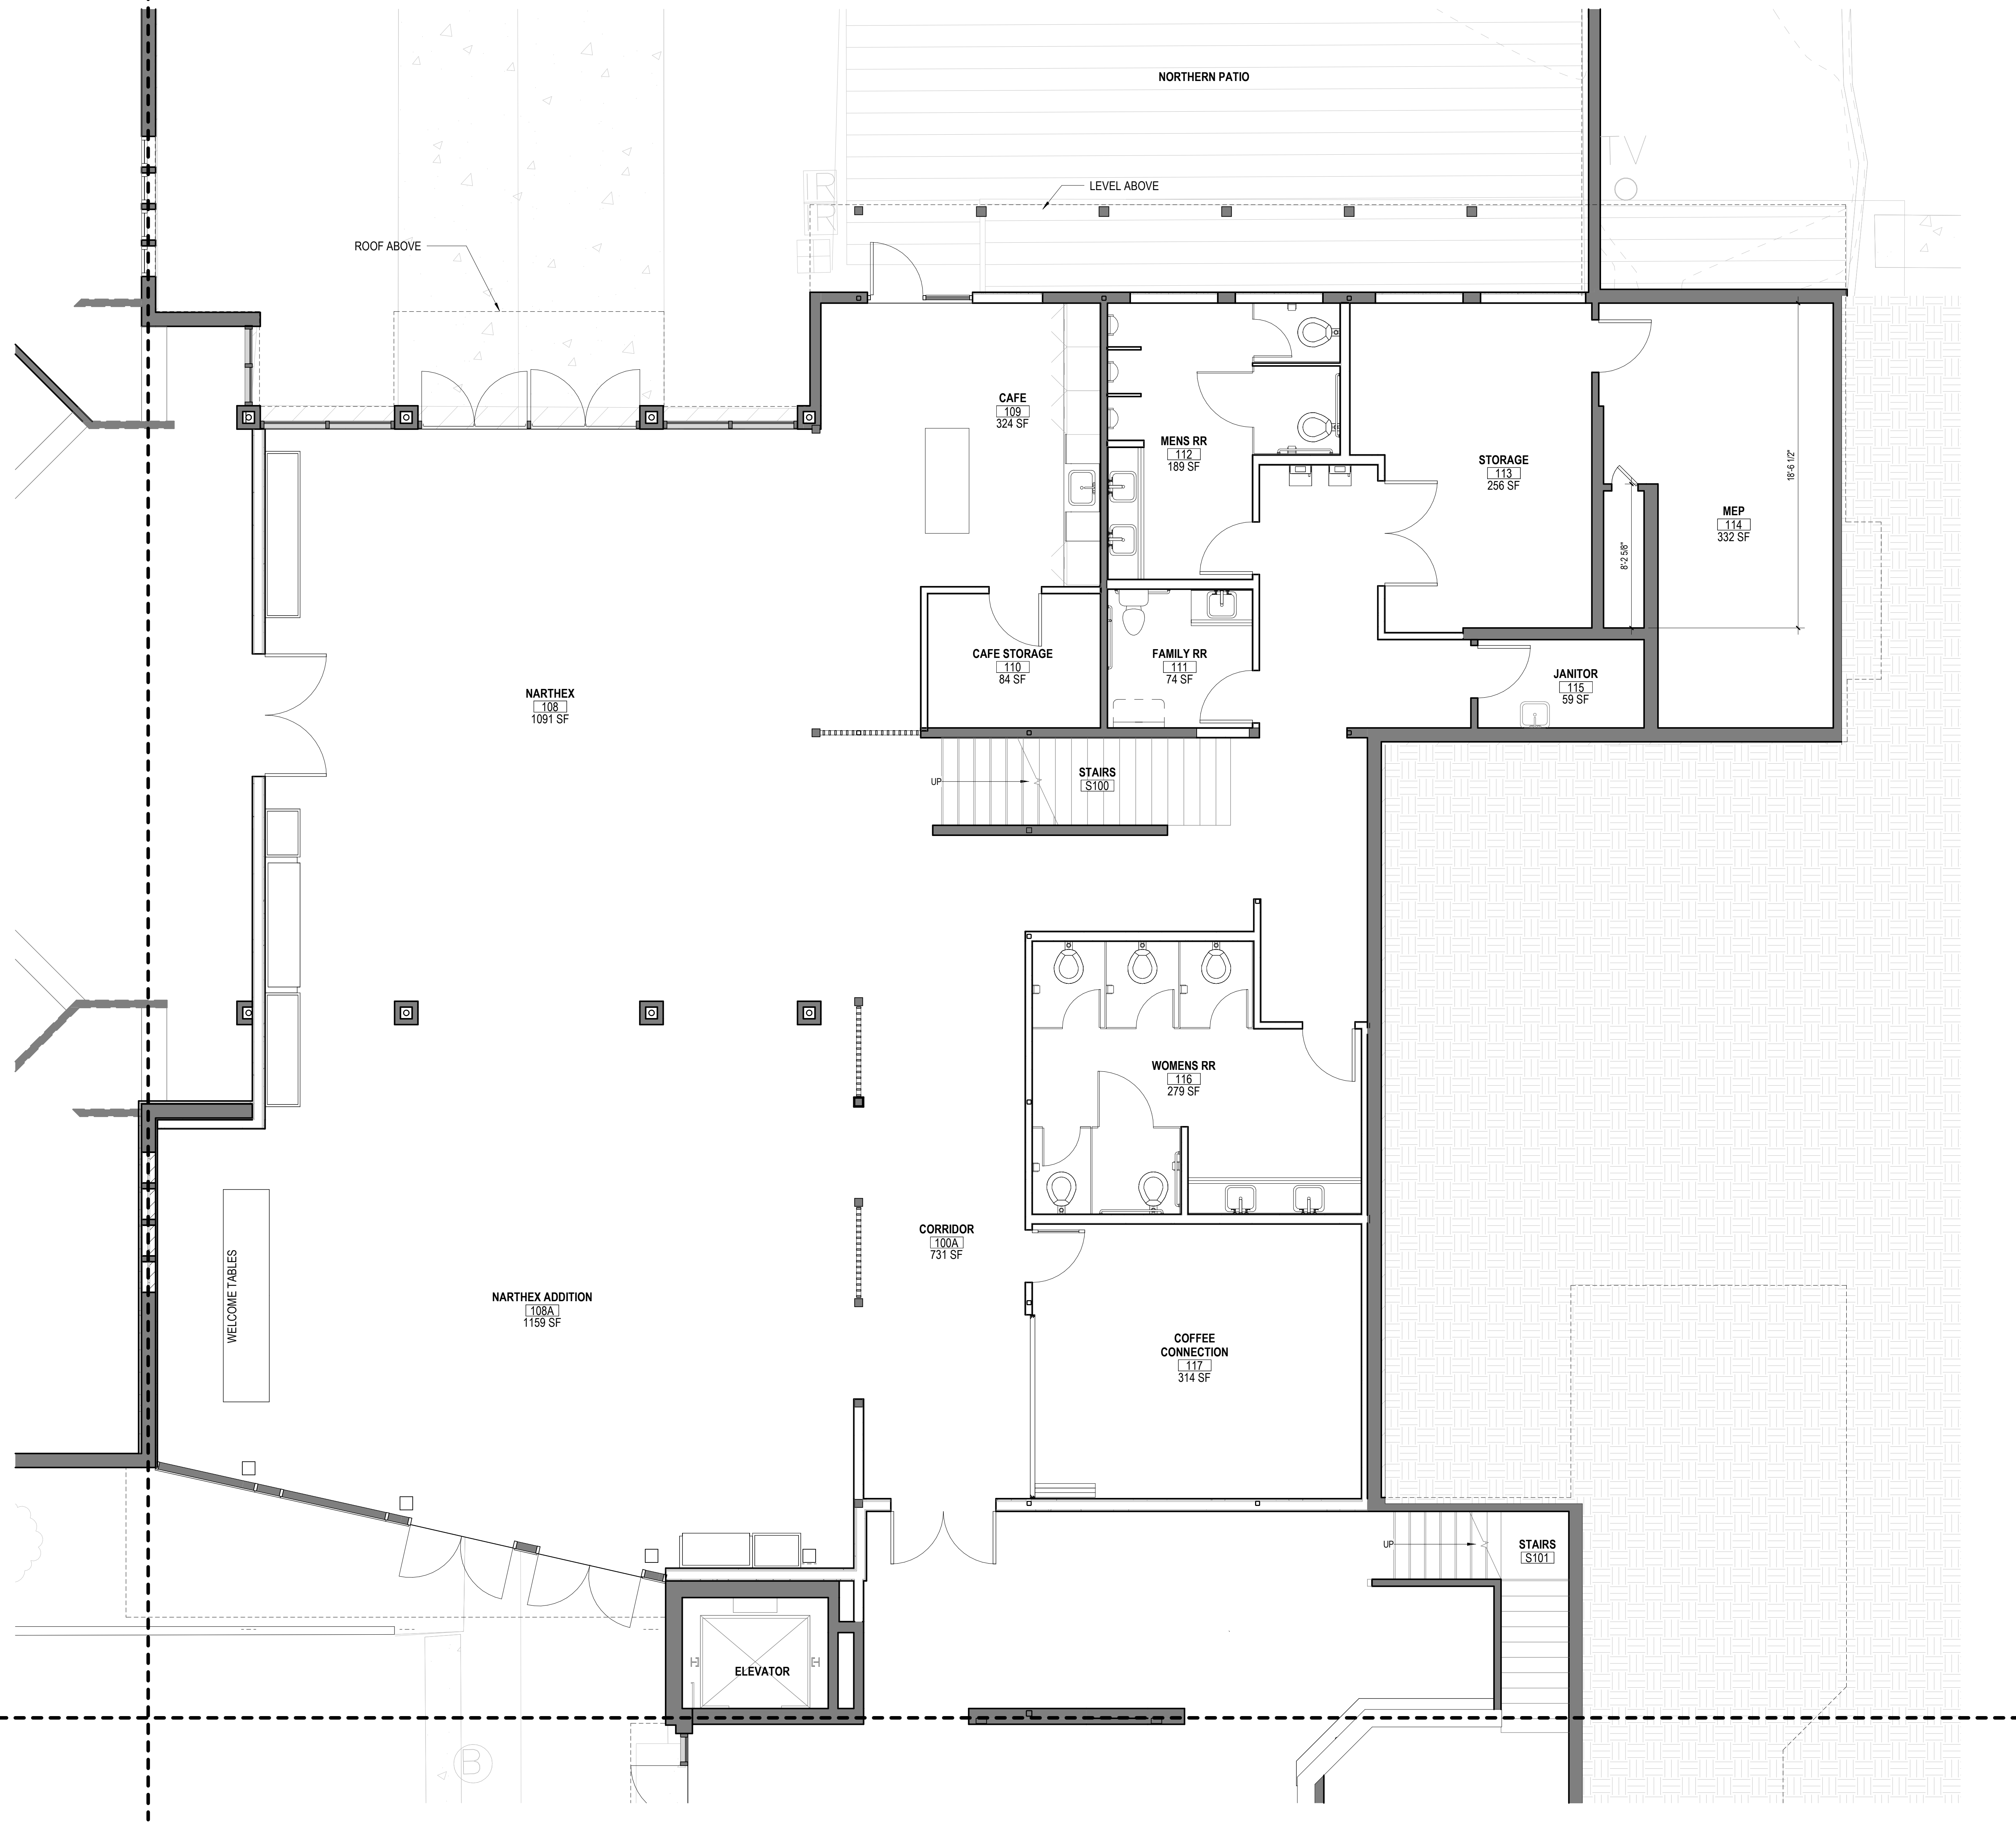 NORTHERN PATIO
TV
LEVEL ABOVE
IR
IR
ROOF ABOVE
CAFE
109
324 SF
MENS RR
112
189 SF
STORAGE
113
256 SF
18'-6 1/2"
MEP
114
332 SF
8'-2 5/8"
CAFE STORAGE
110
84 SF
FAMILY RR
111
74 SF
JANITOR
115
59 SF
NARTHEX
108
1091 SF
UP
STAIRS
S100
WOMENS RR
116
279 SF
CORRIDOR
100A
731 SF
WELCOME TABLES
NARTHEX ADDITION
108A
1159 SF
COFFEE
CONNECTION
117
314 SF
UP
STAIRS
S101
ELEVATOR
B